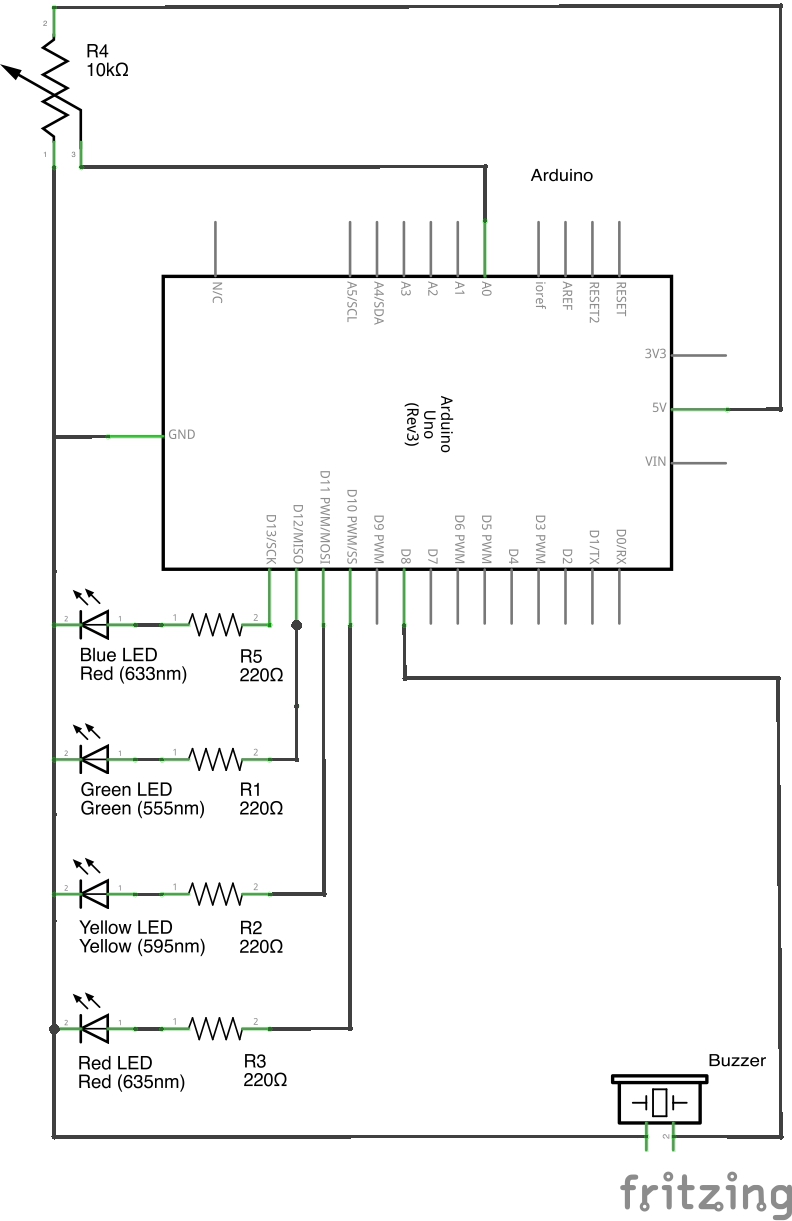 2
R4
10kΩ
1
3
Arduino
N/C
A5/SCL
A4/SDA
A3
A2
A1
A0
ioref
AREF
RESET2
RESET
3V3
Arduino
Uno
(Rev3)
5V
GND
VIN
D13/SCK
D12/MISO
D11 PWM/MOSI
D10 PWM/SS
D9 PWM
D8
D7
D6 PWM
D5 PWM
D4
D3 PWM
D2
D1/TX
D0/RX
2
1
1
2
Blue LED
Red (633nm)
R5
220Ω
2
1
1
2
Green LED
Green (555nm)
R1
220Ω
2
1
1
2
Yellow LED
Yellow (595nm)
R2
220Ω
2
1
1
2
Red LED
Red (635nm)
R3
220Ω
Buzzer
2
fritzing